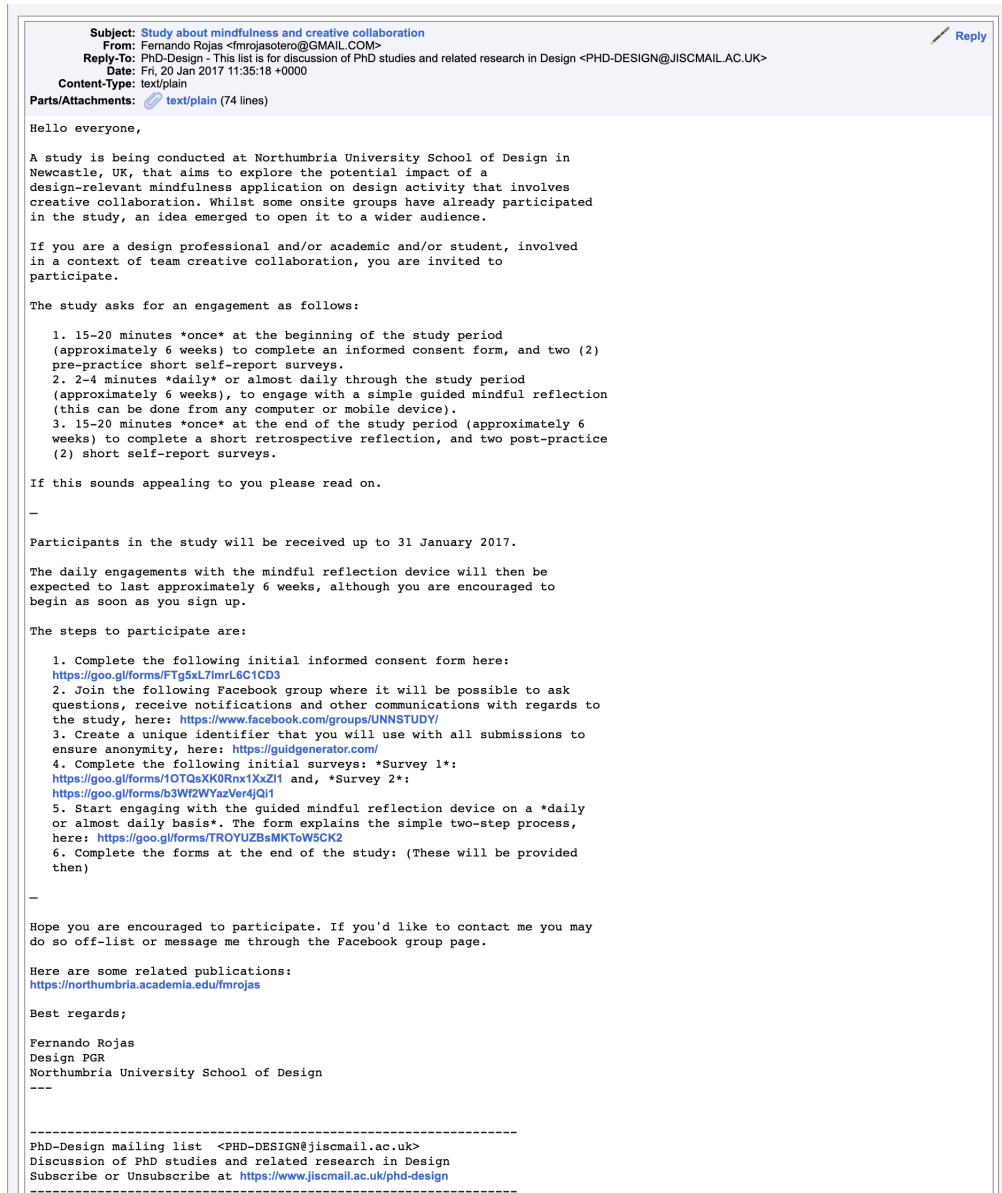 Subject: Study about mindfulness and creative collaboration
Reply
From: Fernando Rojas <fmrojasotero@GMAIL.COM>
Reply-To: PhD-Design - This list is for discussion of PhD studies and related research in Design <PHD-DESIGN@JISCMAIL.AC.UK>
Date: Fri, 20 Jan 2017 11:35:18 +0000
Content-Type: text/plain
Parts/Attachments: text/plain (74 lines)
Hello everyone,
A study is being conducted at Northumbria University School of Design in
Newcastle, UK, that aims to explore the potential impact of a
design-relevant mindfulness application on design activity that involves
creative collaboration. Whilst some onsite groups have already participated
in the study, an idea emerged to open it to a wider audience.
If you are a design professional and/or academic and/or student, involved
in a context of team creative collaboration, you are invited to
participate.
The study asks for an engagement as follows:
1. 15-20 minutes *once* at the beginning of the study period
(approximately 6 weeks) to complete an informed consent form, and two (2)
pre-practice short self-report surveys.
2. 2-4 minutes *daily* or almost daily through the study period
(approximately 6 weeks), to engage with a simple guided mindful reflection
(this can be done from any computer or mobile device).
3. 15-20 minutes *once* at the end of the study period (approximately 6
weeks) to complete a short retrospective reflection, and two post-practice
(2) short self-report surveys.
If this sounds appealing to you please read on.
—
Participants in the study will be received up to 31 January 2017.
The daily engagements with the mindful reflection device will then be
expected to last approximately 6 weeks, although you are encouraged to
begin as soon as you sign up.
The steps to participate are:
1. Complete the following initial informed consent form here:
https://goo.gl/forms/FTg5xL7lmrL6C1CD3
2. Join the following Facebook group where it will be possible to ask
questions, receive notifications and other communications with regards to
the study, here: https://www.facebook.com/groups/UNNSTUDY/
3. Create a unique identifier that you will use with all submissions to
ensure anonymity, here: https://guidgenerator.com/
4. Complete the following initial surveys: *Survey 1*:
https://goo.gl/forms/1OTQsXK0Rnx1XxZl1 and, *Survey 2*:
https://goo.gl/forms/b3Wf2WYazVer4jQi1
5. Start engaging with the guided mindful reflection device on a *daily
or almost daily basis*. The form explains the simple two-step process,
here: https://goo.gl/forms/TROYUZBsMKToW5CK2
6. Complete the forms at the end of the study: (These will be provided
then)
—
Hope you are encouraged to participate. If you'd like to contact me you may
do so off-list or message me through the Facebook group page.
Here are some related publications:
https://northumbria.academia.edu/fmrojas
Best regards;
Fernando Rojas
Design PGR
Northumbria University School of Design
---
-----------------------------------------------------------------
PhD-Design mailing list <PHD-DESIGN@jiscmail.ac.uk>
Discussion of PhD studies and related research in Design
Subscribe or Unsubscribe at https://www.jiscmail.ac.uk/phd-design
-----------------------------------------------------------------